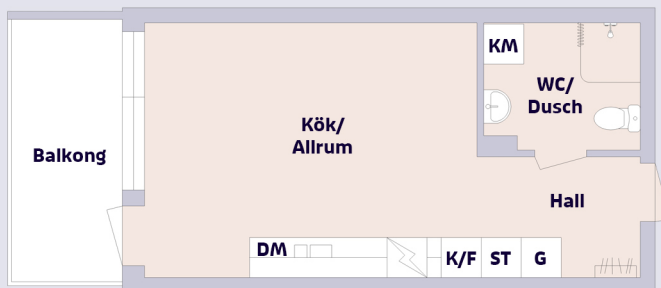 KM
WC/
Dusch
Kök/
Allrum
Balkong
Hall
DM
K/F
ST
G